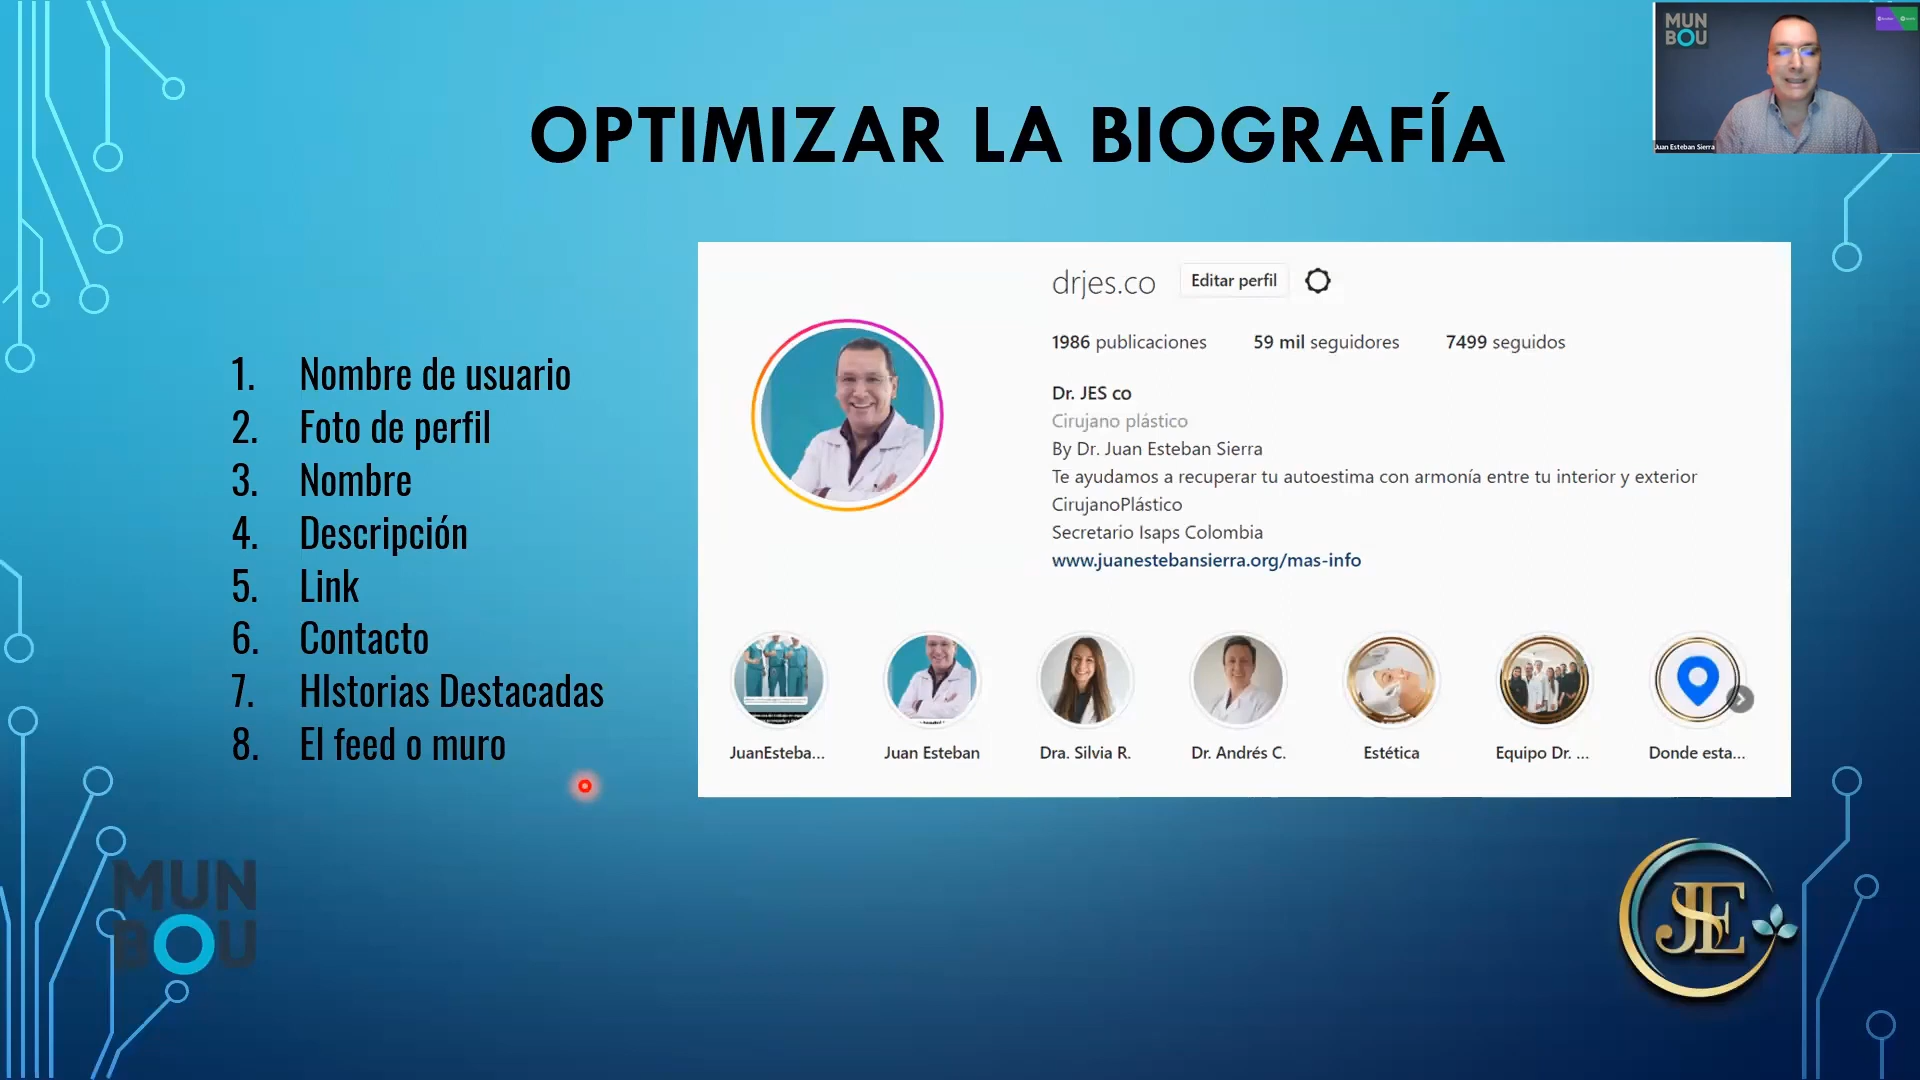 MUN
BOU
Juan Esteban Sierra
OPTIMIZAR LA BIOGRAFÍA
1. Nombre de usuario
2. Foto de perfil
3. Nombre
4. Descripción
5. Link
6. Contacto
7. HIstorias Destacadas
8. El feed o muro
drjes.co
Editar perfil
1986 publicaciones 59 mil seguidores 7499 seguidos
Dr. JES co
Cirujano plástico
By Dr. Juan Esteban Sierra
Te ayudamos a recuperar tu autoestima con armonía entre tu interior y exterior
CirujanoPlástico
Secretario Isaps Colombia
www.juanestebansierra.org/mas-info
JuanEsteba... Juan Esteban Dra. Silvia R. Dr. Andrés C. Estética Equipo Dr. ... Donde esta...
MUN
BOU
JSE